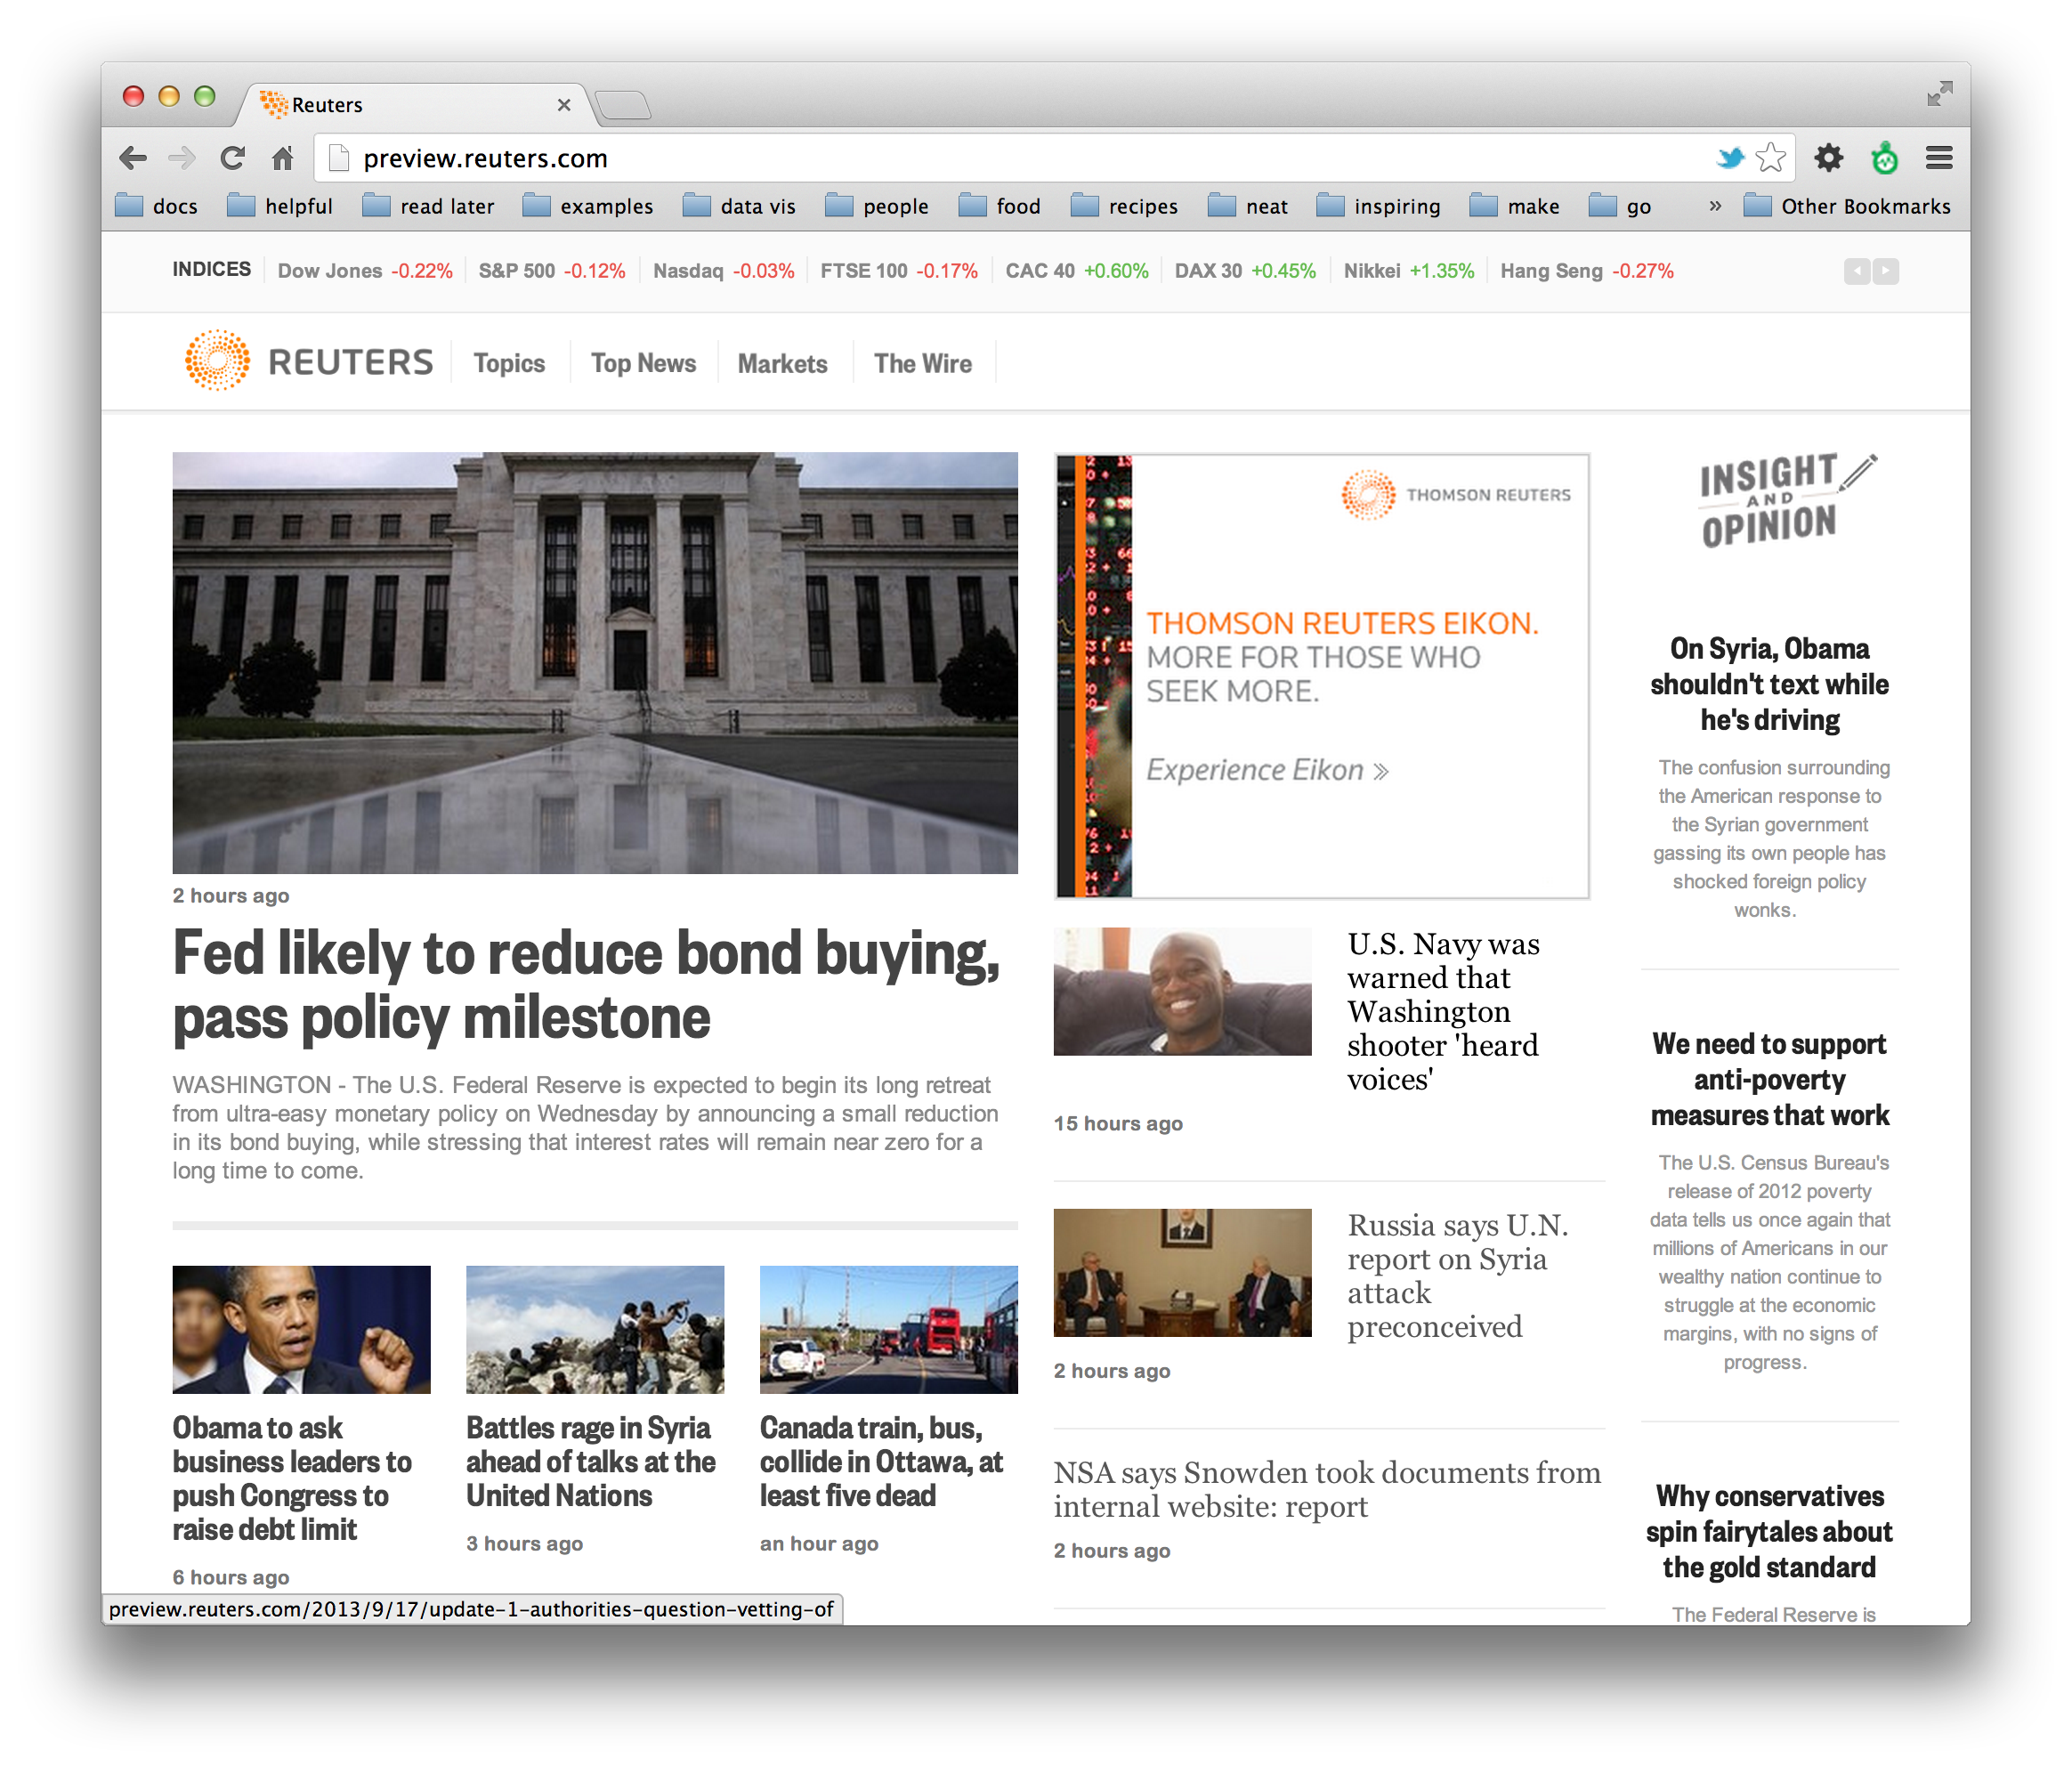 Reuters
preview.reuters.com
docs helpful read later examples data vis people food recipes neat inspiring make go » Other Bookmarks
INDICES Dow Jones -0.22% S&P 500 -0.12% Nasdaq -0.03% FTSE 100 -0.17% CAC 40 +0.60% DAX 30 +0.45% Nikkei +1.35% Hang Seng -0.27%
REUTERS Topics Top News Markets The Wire
2 hours ago
Fed likely to reduce bond buying,
pass policy milestone
WASHINGTON - The U.S. Federal Reserve is expected to begin its long retreat
from ultra-easy monetary policy on Wednesday by announcing a small reduction
in its bond buying, while stressing that interest rates will remain near zero for a
long time to come.
Obama to ask
business leaders to
push Congress to
raise debt limit
6 hours ago
Battles rage in Syria
ahead of talks at the
United Nations
3 hours ago
Canada train, bus,
collide in Ottawa, at
least five dead
an hour ago
THOMSON REUTERS
THOMSON REUTERS EIKON.
MORE FOR THOSE WHO
SEEK MORE.
Experience Eikon »
U.S. Navy was
warned that
Washington
shooter 'heard
voices'
15 hours ago
Russia says U.N.
report on Syria
attack
preconceived
2 hours ago
NSA says Snowden took documents from
internal website: report
2 hours ago
INSIGHT
AND
OPINION
On Syria, Obama
shouldn't text while
he's driving
The confusion surrounding
the American response to
the Syrian government
gassing its own people has
shocked foreign policy
wonks.
We need to support
anti-poverty
measures that work
The U.S. Census Bureau's
release of 2012 poverty
data tells us once again that
millions of Americans in our
wealthy nation continue to
struggle at the economic
margins, with no signs of
progress.
Why conservatives
spin fairytales about
the gold standard
The Federal Reserve is
preview.reuters.com/2013/9/17/update-1-authorities-question-vetting-of